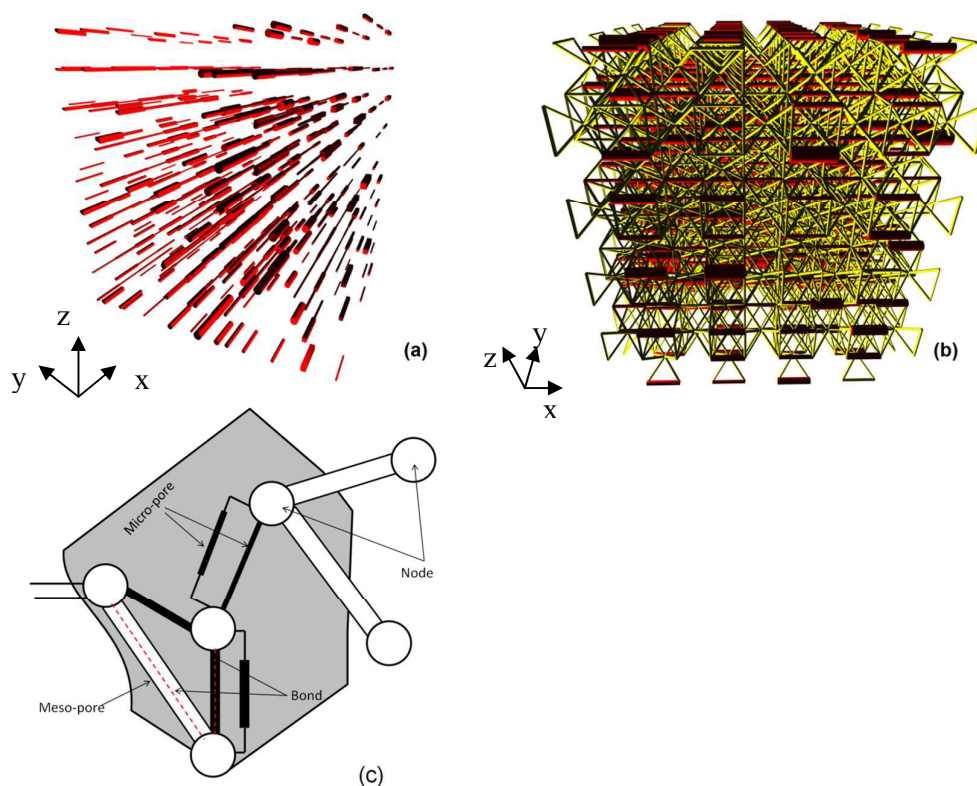 (a)
z
y
x
(b)
z
y
x
Micro-pore
Node
Meso-pore
Bond
(c)